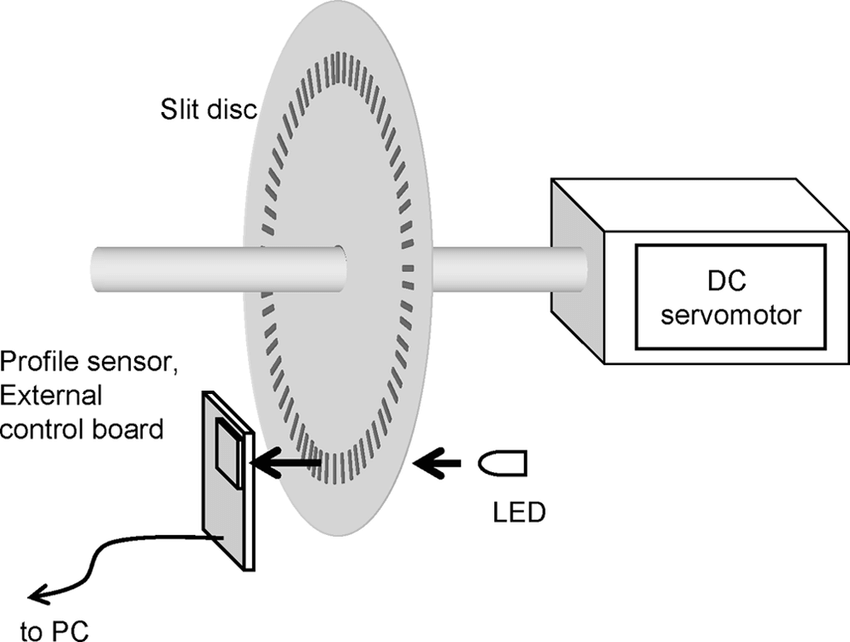 Slit disc
DC
servomotor
Profile sensor,
External
control board
LED
to PC